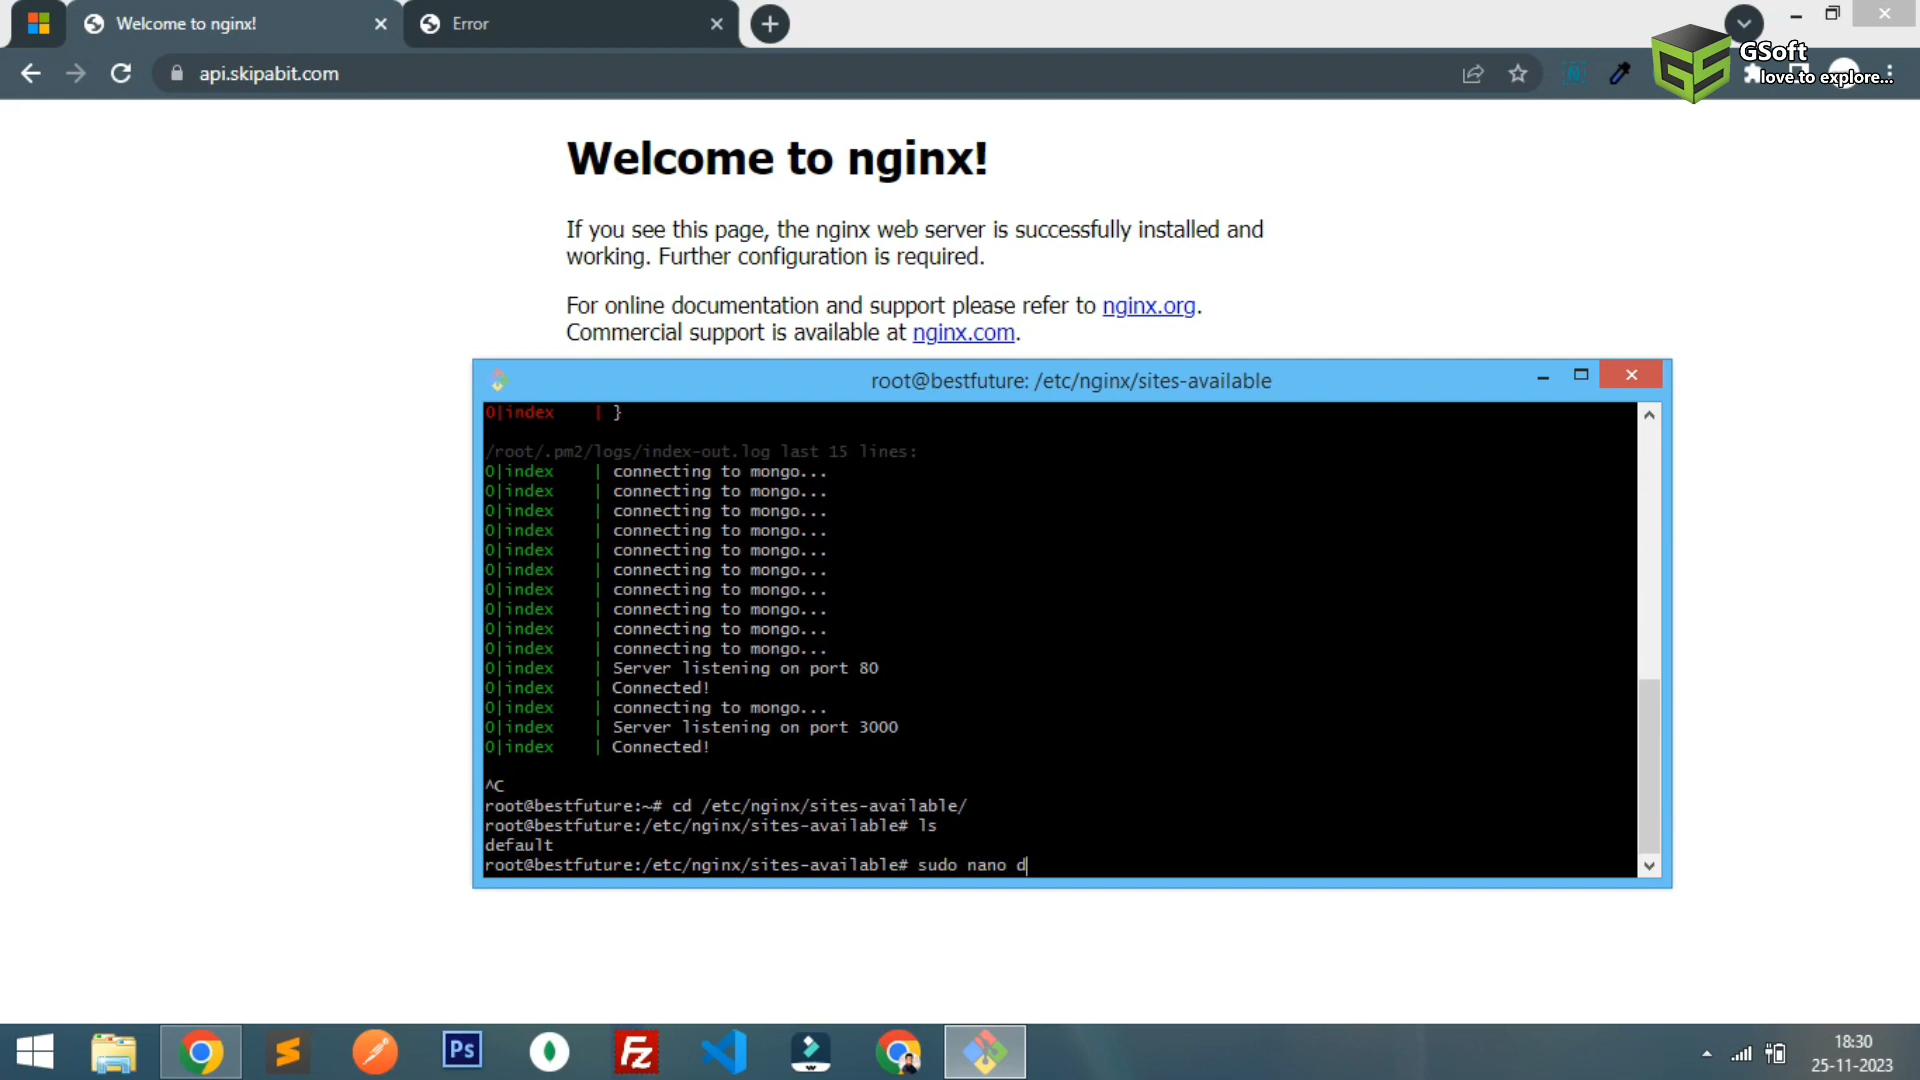 Welcome to nginx!
Error
api.skipabit.com
GSoft
love to explore...
Welcome to nginx!
If you see this page, the nginx web server is successfully installed and
working. Further configuration is required.
For online documentation and support please refer to nginx.org.
Commercial support is available at nginx.com.
root@bestfuture: /etc/nginx/sites-available
0|index | }
/root/.pm2/logs/index-out.log last 15 lines:
0|index | connecting to mongo...
0|index | connecting to mongo...
0|index | connecting to mongo...
0|index | connecting to mongo...
0|index | connecting to mongo...
0|index | connecting to mongo...
0|index | connecting to mongo...
0|index | connecting to mongo...
0|index | connecting to mongo...
0|index | connecting to mongo...
0|index | Server listening on port 80
0|index | Connected!
0|index | connecting to mongo...
0|index | Server listening on port 3000
0|index | Connected!
^C
root@bestfuture:~# cd /etc/nginx/sites-available/
root@bestfuture:/etc/nginx/sites-available# ls
default
root@bestfuture:/etc/nginx/sites-available# sudo nano d
Ps
Fz
W
18:30
25-11-2023